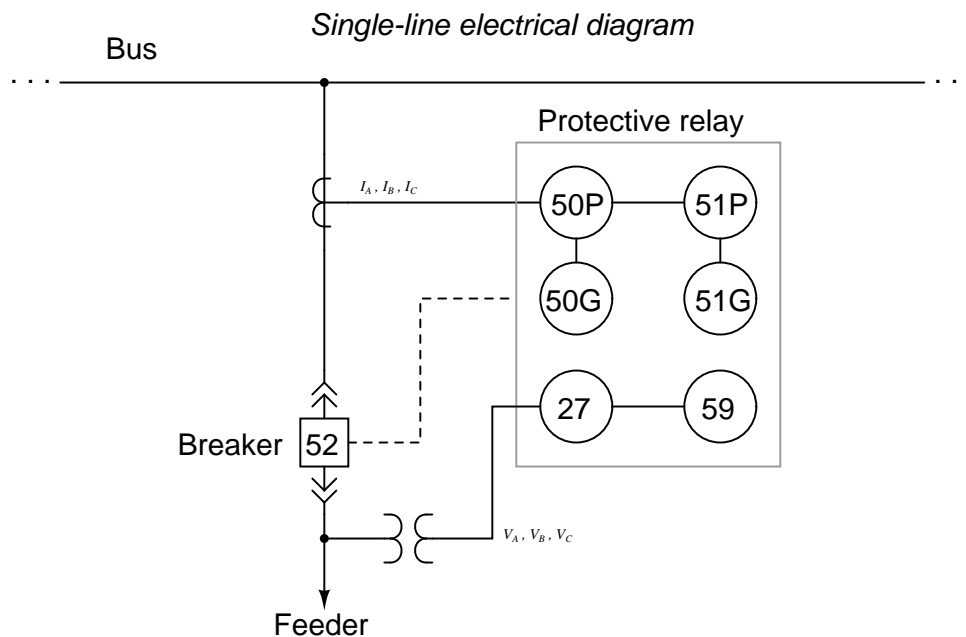 Single-line electrical diagram
Bus
. . .
. .
Protective relay
I_A , I_B , I_C
50P
51P
50G
51G
27
59
Breaker
52
V_A , V_B , V_C
Feeder